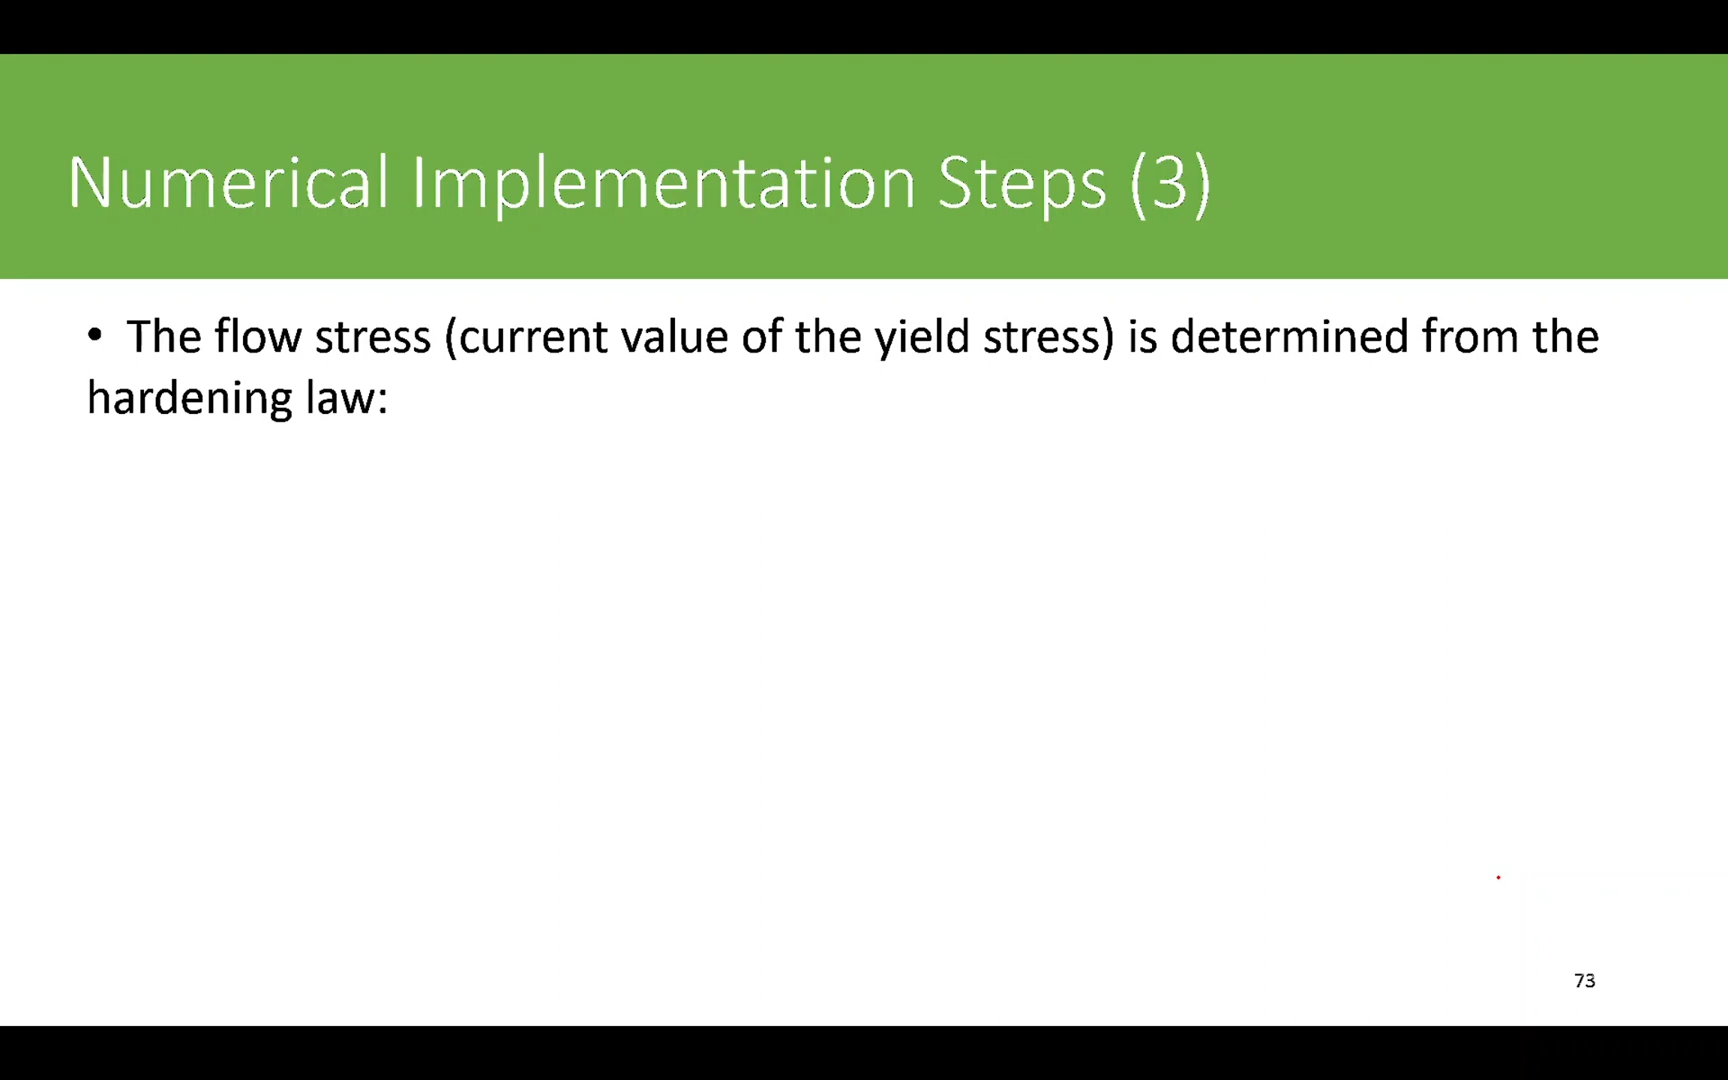 Numerical Implementation Steps (3)
• The flow stress (current value of the yield stress) is determined from the
hardening law:
73